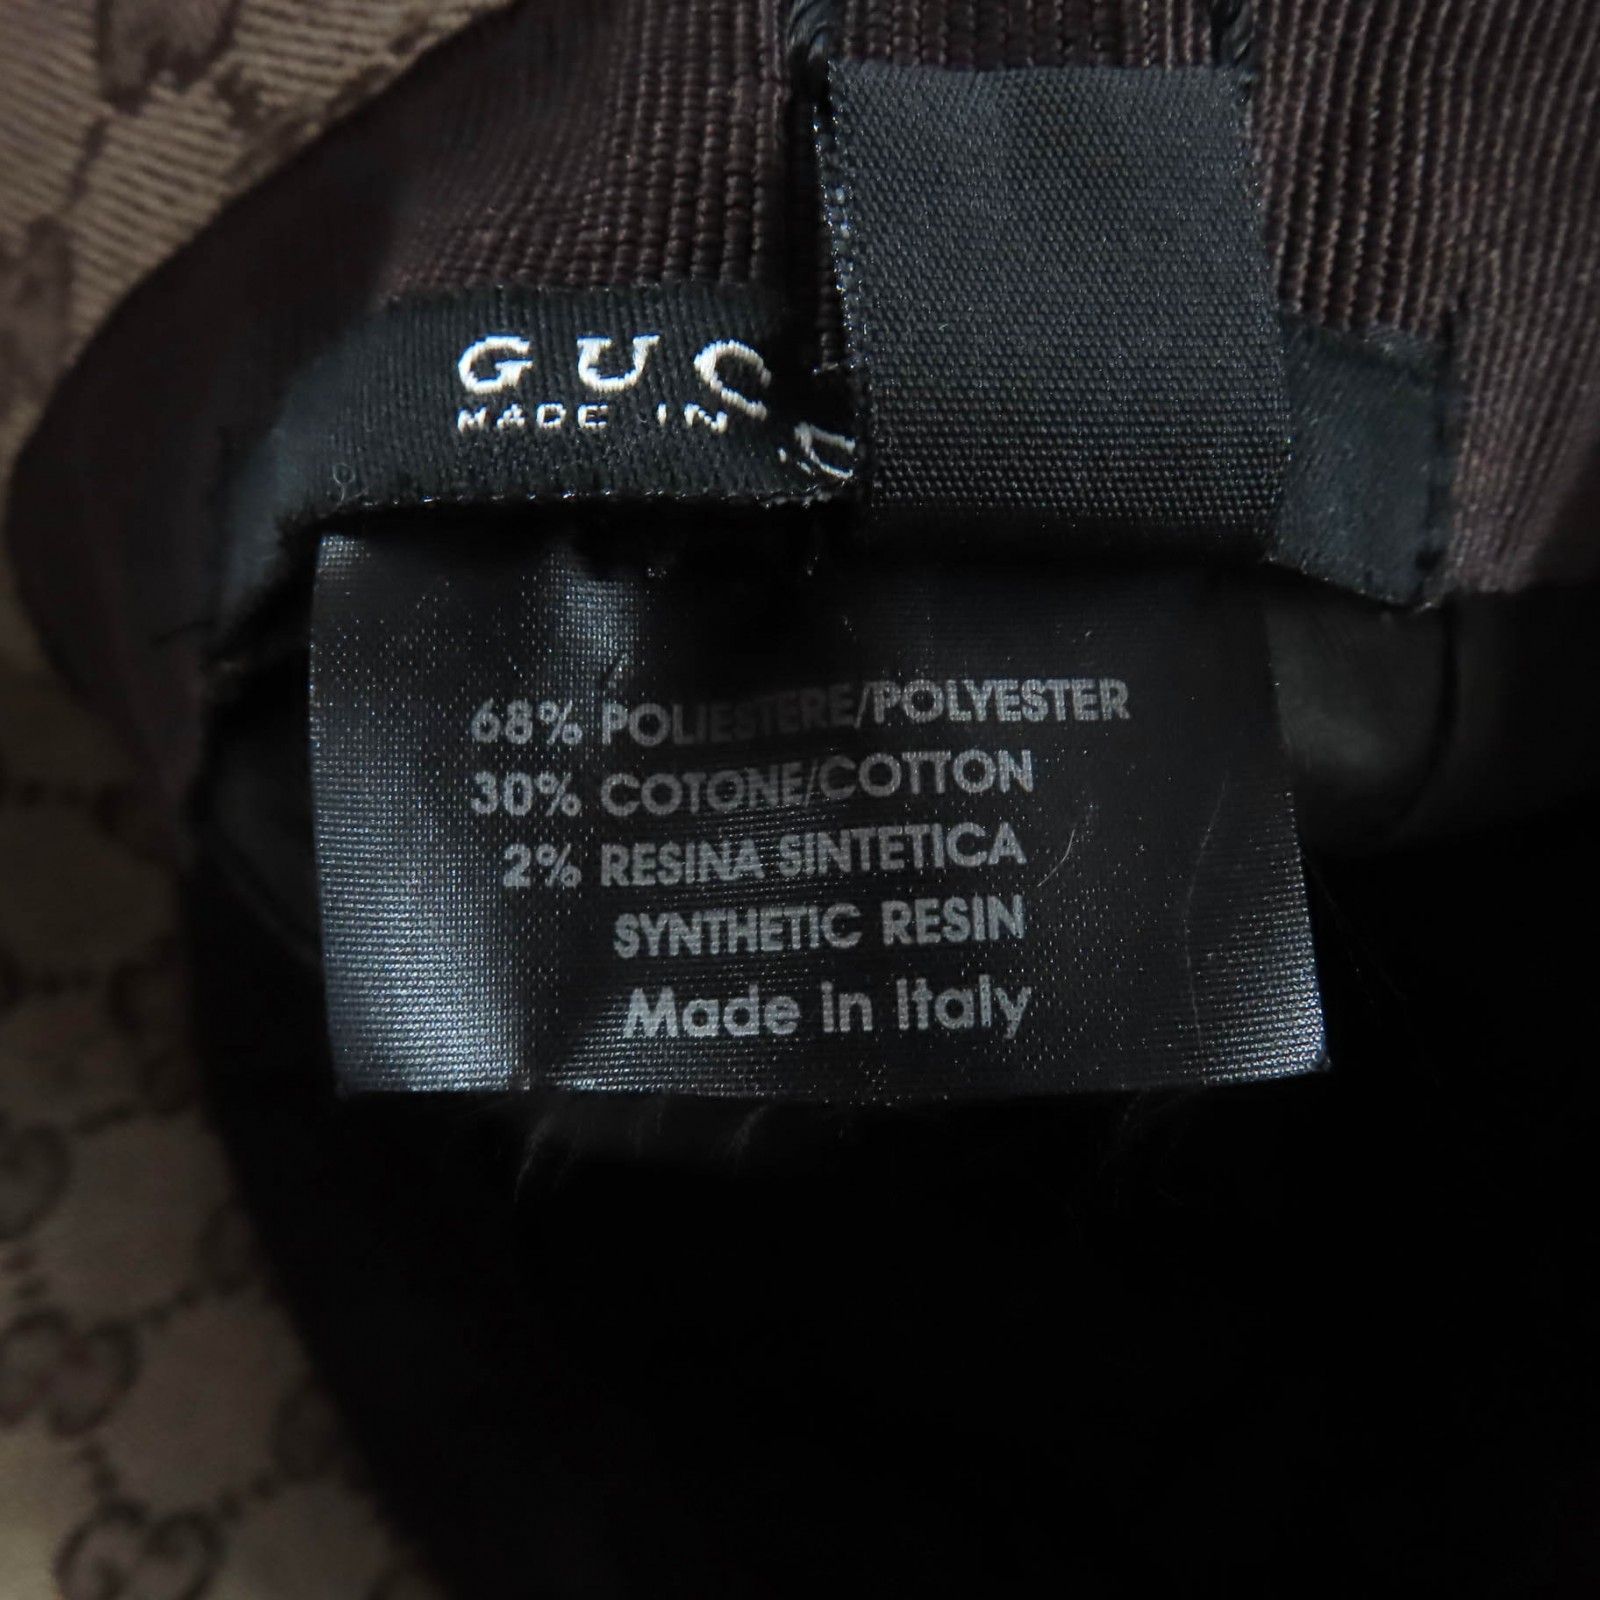 GUC
MADE IN
68% POLIESTERE/POLYESTER
30% COTONE/COTTON
2% RESINA SINTETICA
SYNTHETIC RESIN
Made in Italy